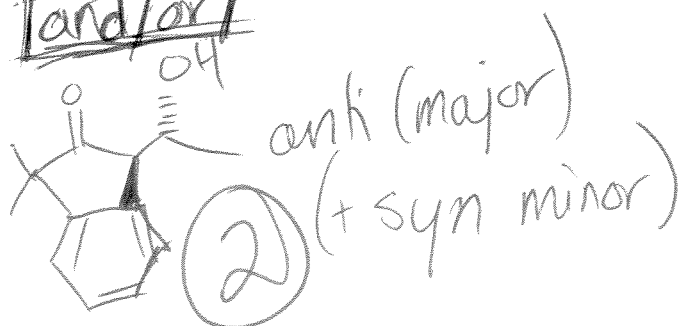 and/or
OH
O
anti (major)
(+ syn minor)
2